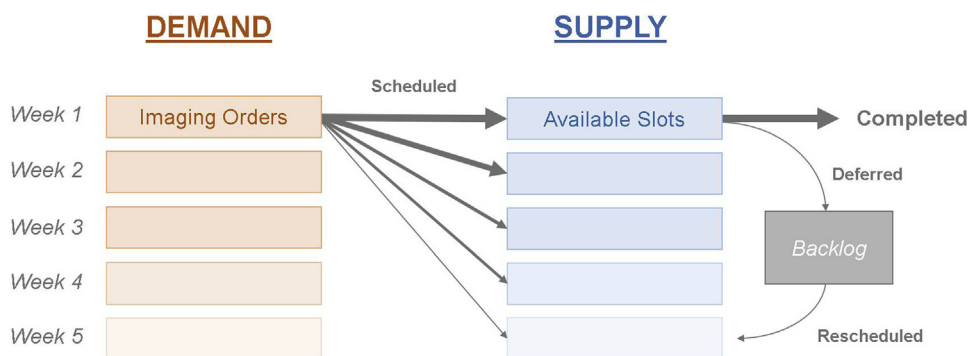 DEMAND
SUPPLY
Scheduled
Week 1
Imaging Orders
Available Slots
Completed
Week 2
Deferred
Week 3
Backlog
Week 4
Week 5
Rescheduled